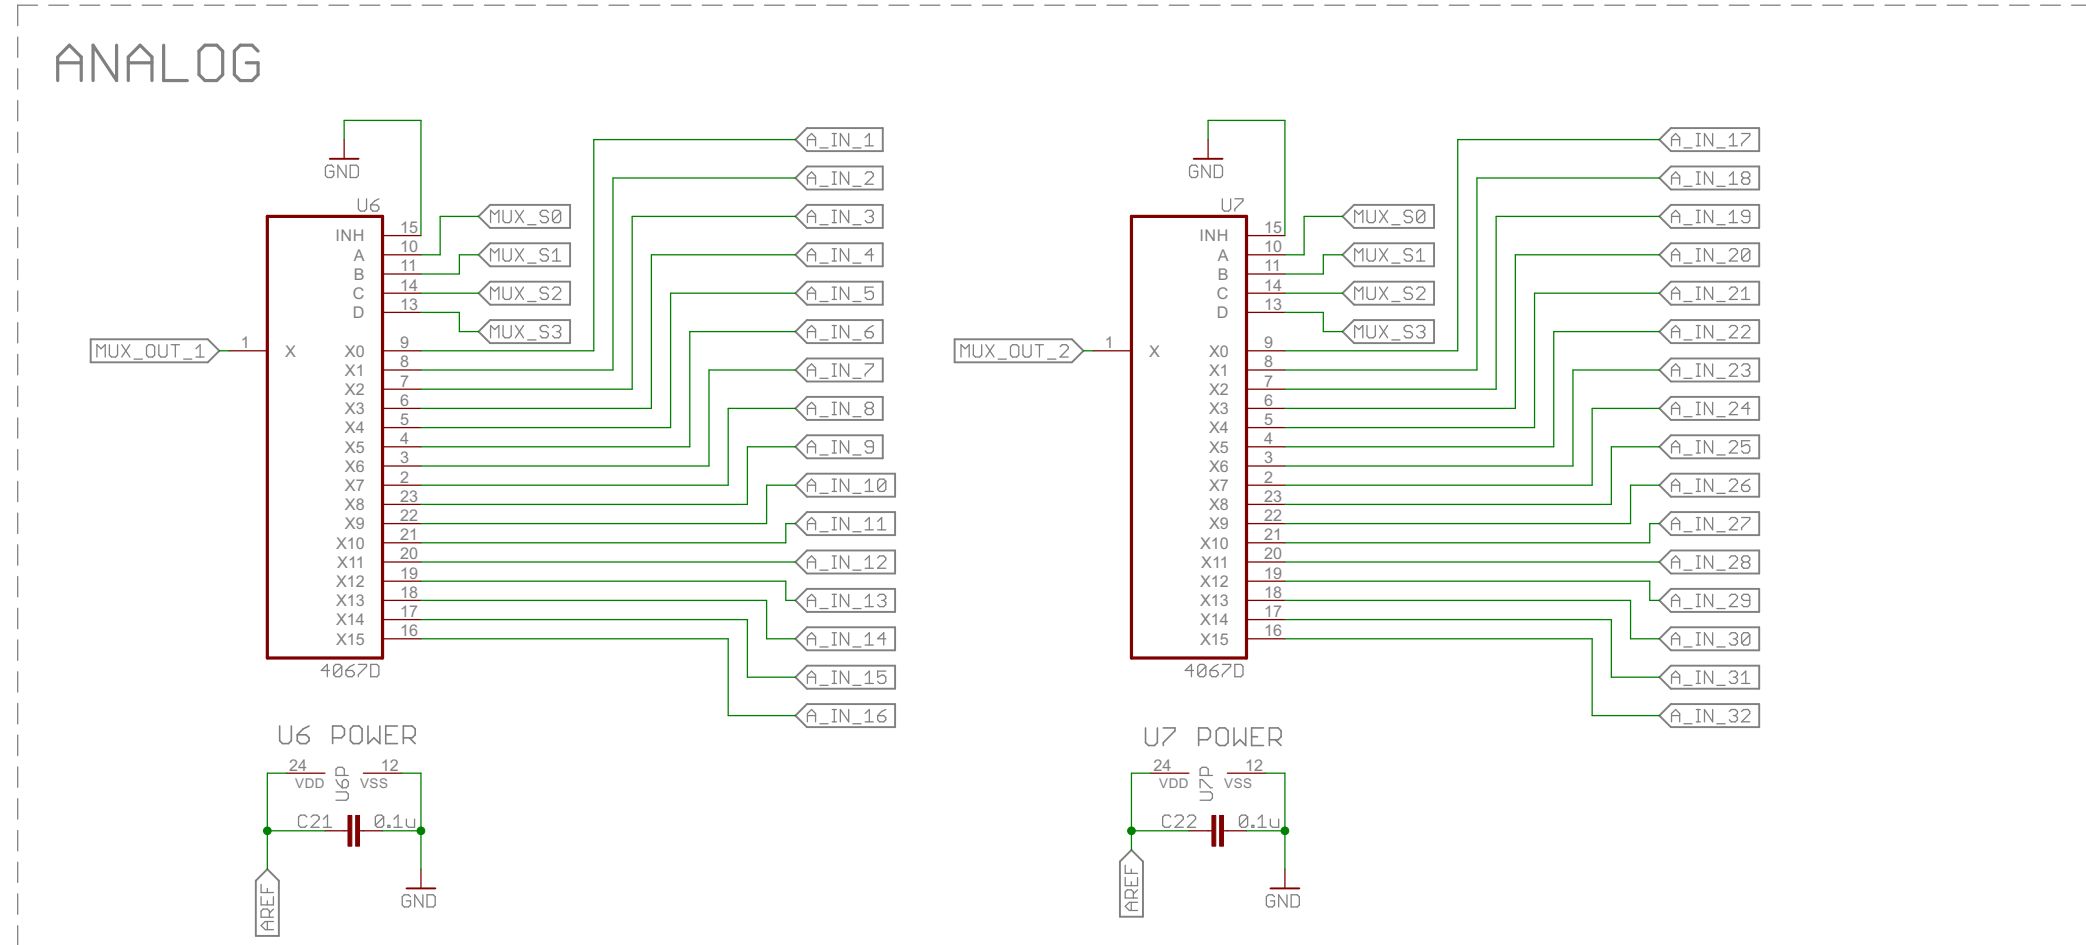 ANALOG
GND
U6
MUX_OUT_1
1
X
INH 15
A 10
B 11
C 14
D 13
X0 9
X1 8
X2 7
X3 6
X4 5
X5 4
X6 3
X7 2
X8 23
X9 22
X10 21
X11 20
X12 19
X13 18
X14 17
X15 16
4067D
MUX_S0
MUX_S1
MUX_S2
MUX_S3
A_IN_1
A_IN_2
A_IN_3
A_IN_4
A_IN_5
A_IN_6
A_IN_7
A_IN_8
A_IN_9
A_IN_10
A_IN_11
A_IN_12
A_IN_13
A_IN_14
A_IN_15
A_IN_16
U6 POWER
24
VDD
U6P
12
VSS
C21
0.1u
AREF
GND
GND
U7
MUX_OUT_2
1
X
INH 15
A 10
B 11
C 14
D 13
X0 9
X1 8
X2 7
X3 6
X4 5
X5 4
X6 3
X7 2
X8 23
X9 22
X10 21
X11 20
X12 19
X13 18
X14 17
X15 16
4067D
MUX_S0
MUX_S1
MUX_S2
MUX_S3
A_IN_17
A_IN_18
A_IN_19
A_IN_20
A_IN_21
A_IN_22
A_IN_23
A_IN_24
A_IN_25
A_IN_26
A_IN_27
A_IN_28
A_IN_29
A_IN_30
A_IN_31
A_IN_32
U7 POWER
24
VDD
U7P
12
VSS
C22
0.1u
AREF
GND